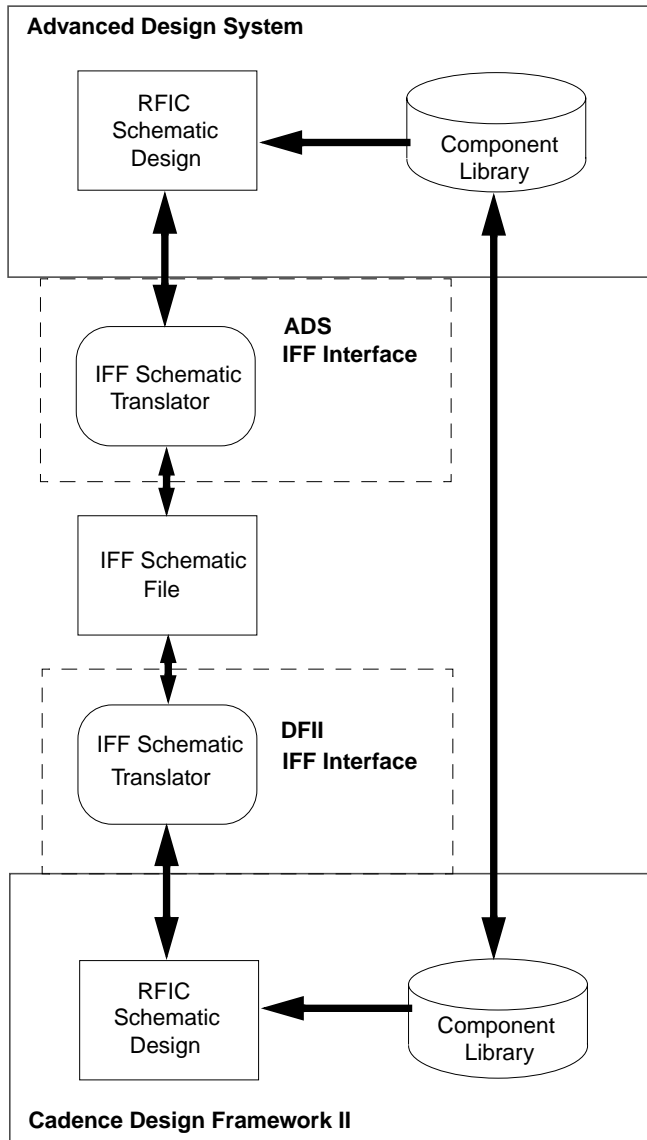 Advanced Design System
RFIC
Schematic
Design
Component
Library
ADS
IFF Interface
IFF Schematic
Translator
IFF Schematic
File
DFII
IFF Interface
IFF Schematic
Translator
RFIC
Schematic
Design
Component
Library
Cadence Design Framework II